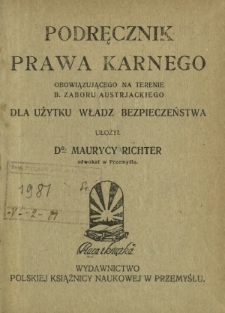 PODRĘCZNIK
PRAWA KARNEGO
OBOWIĄZUJĄCEGO NA TERENIE
B. ZABORU AUSTRJACKIEGO
DLA UŻYTKU WŁADZ BEZPIECZEŃSTWA
UŁOŻYŁ
DR. MAURYCY RICHTER
adwokat w Przemyślu.
1981
WYDAWNICTWO
POLSKIEJ KSIĄŻNICY NAUKOWEJ W PRZEMYŚLU.